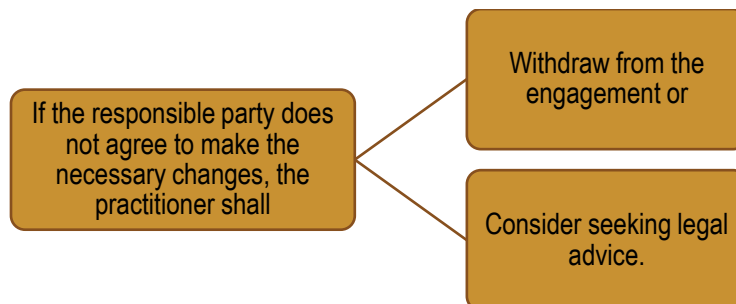 If the responsible party does
not agree to make the
necessary changes, the
practitioner shall
Withdraw from the
engagement or
Consider seeking legal
advice.